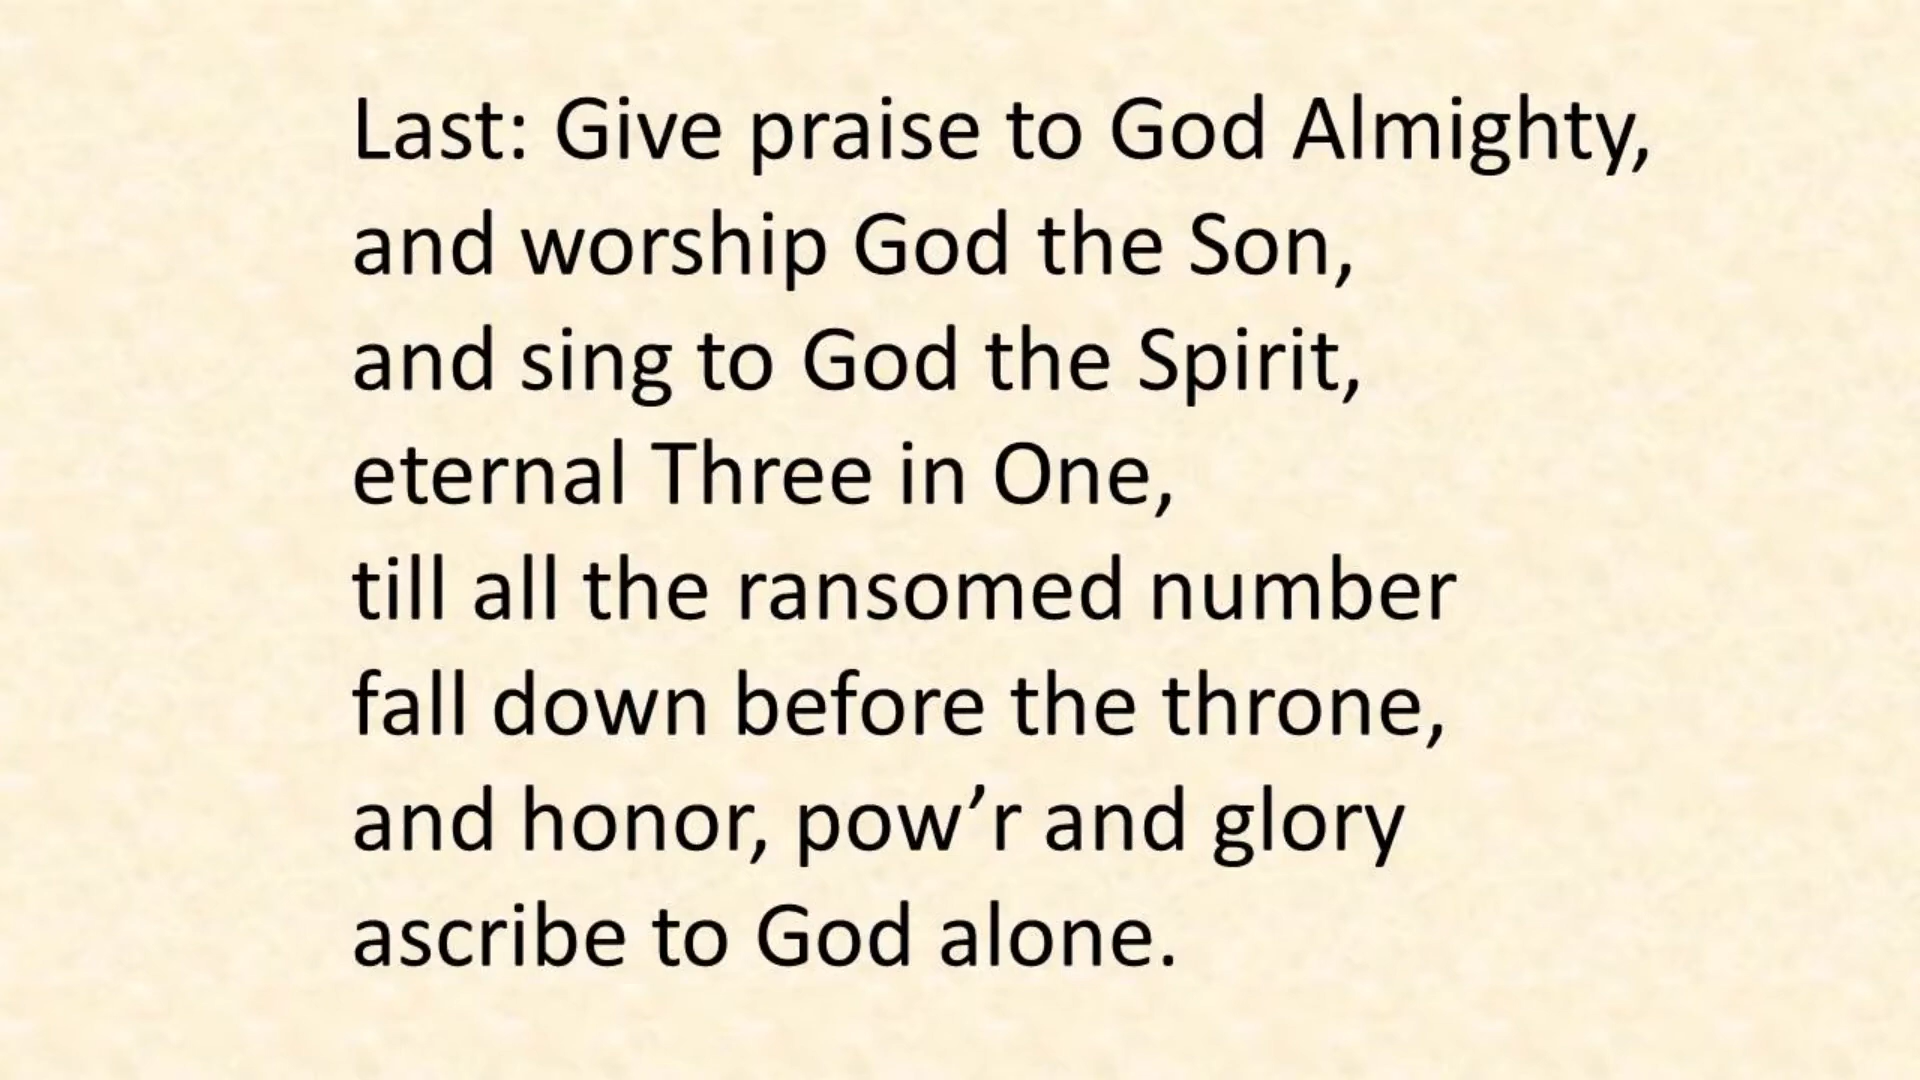 Last: Give praise to God Almighty,
and worship God the Son,
and sing to God the Spirit,
eternal Three in One,
till all the ransomed number
fall down before the throne,
and honor, pow’r and glory
ascribe to God alone.